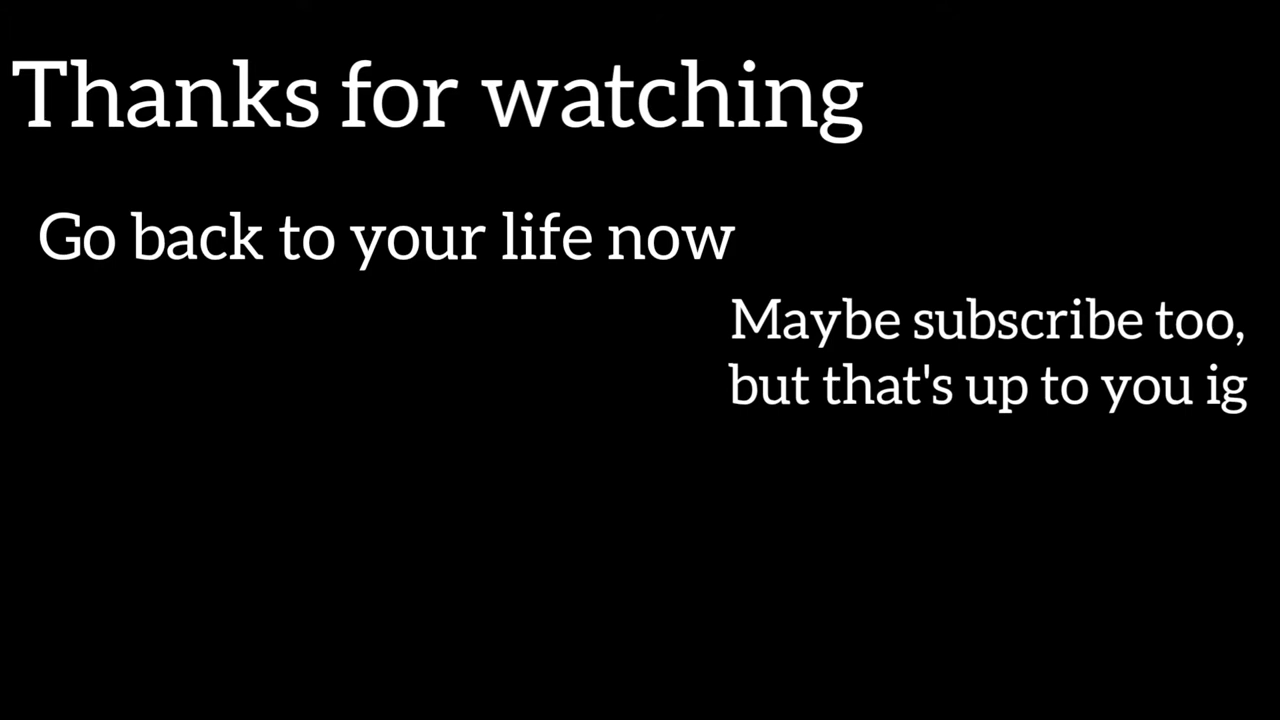 Thanks for watching
Go back to your life now
Maybe subscribe too,
but that's up to you ig